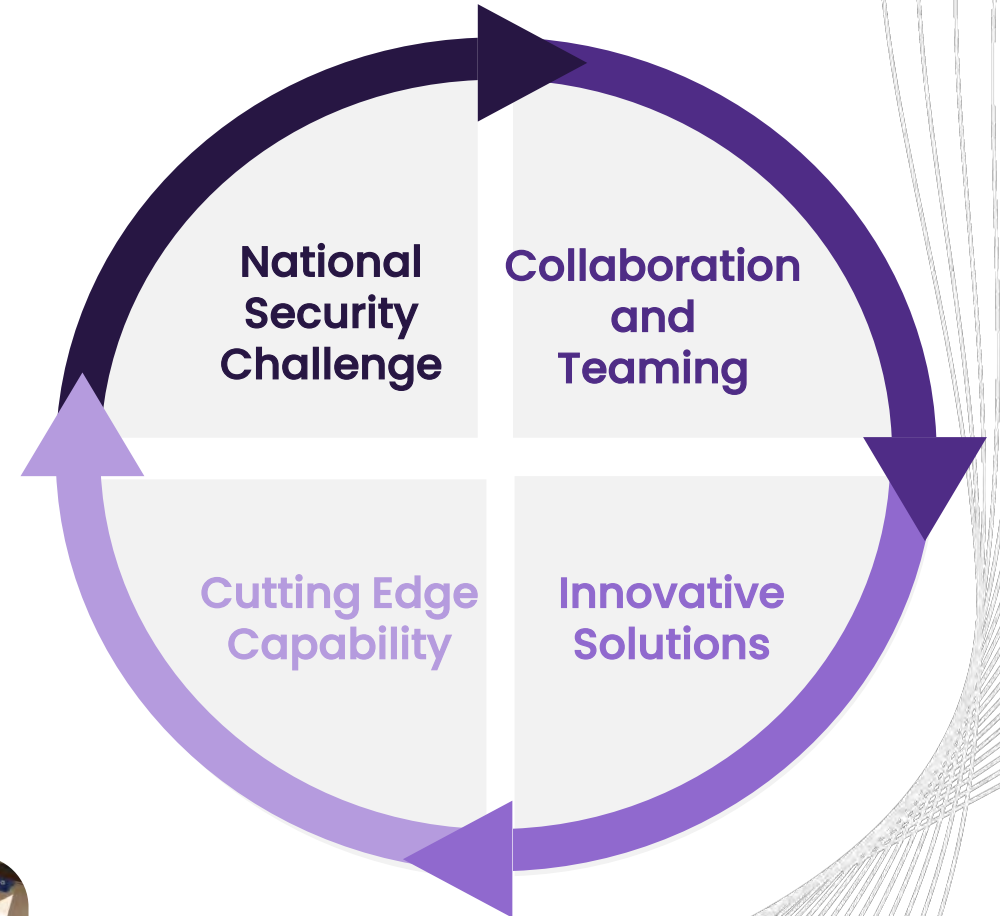 National
Security
Challenge
Collaboration
and
Teaming
Cutting Edge
Capability
Innovative
Solutions